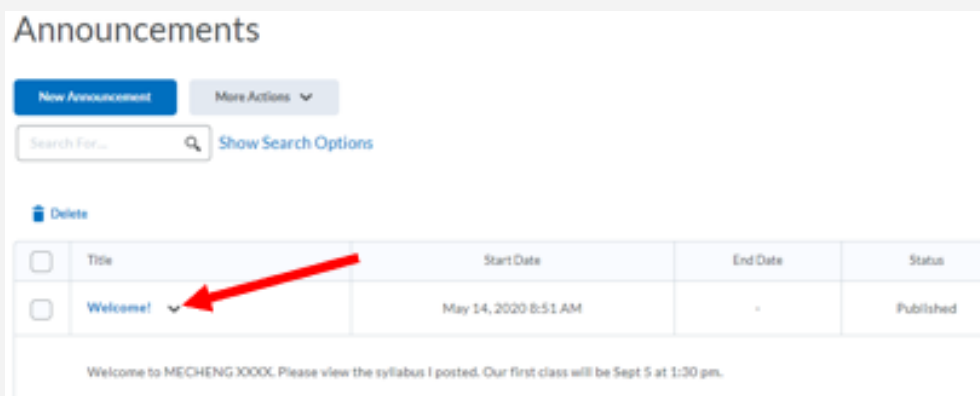 Announcements
New Announcement More Actions
Search For... Show Search Options
Delete
Title Start Date End Date Status
Welcome! May 14, 2020 8:51 AM - Published
Welcome to MECHENG XXXX. Please view the syllabus I posted. Our first class will be Sept 5 at 1:30 pm.